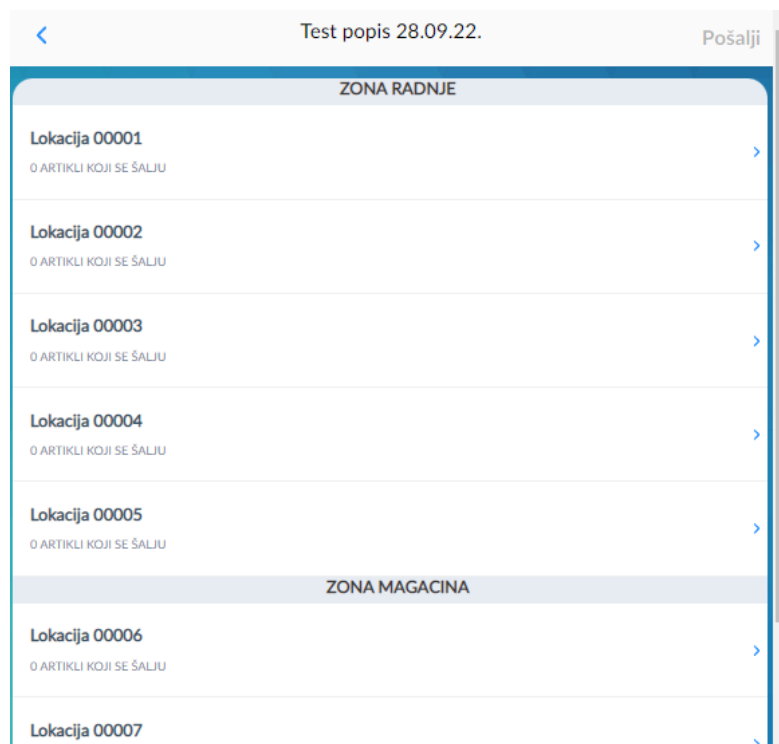 Test popis 28.09.22.
Pošalji
ZONA RADNJE
Lokacija 00001
0 ARTIKLI KOJI SE ŠALJU
Lokacija 00002
0 ARTIKLI KOJI SE ŠALJU
Lokacija 00003
0 ARTIKLI KOJI SE ŠALJU
Lokacija 00004
0 ARTIKLI KOJI SE ŠALJU
Lokacija 00005
0 ARTIKLI KOJI SE ŠALJU
ZONA MAGACINA
Lokacija 00006
0 ARTIKLI KOJI SE ŠALJU
Lokacija 00007